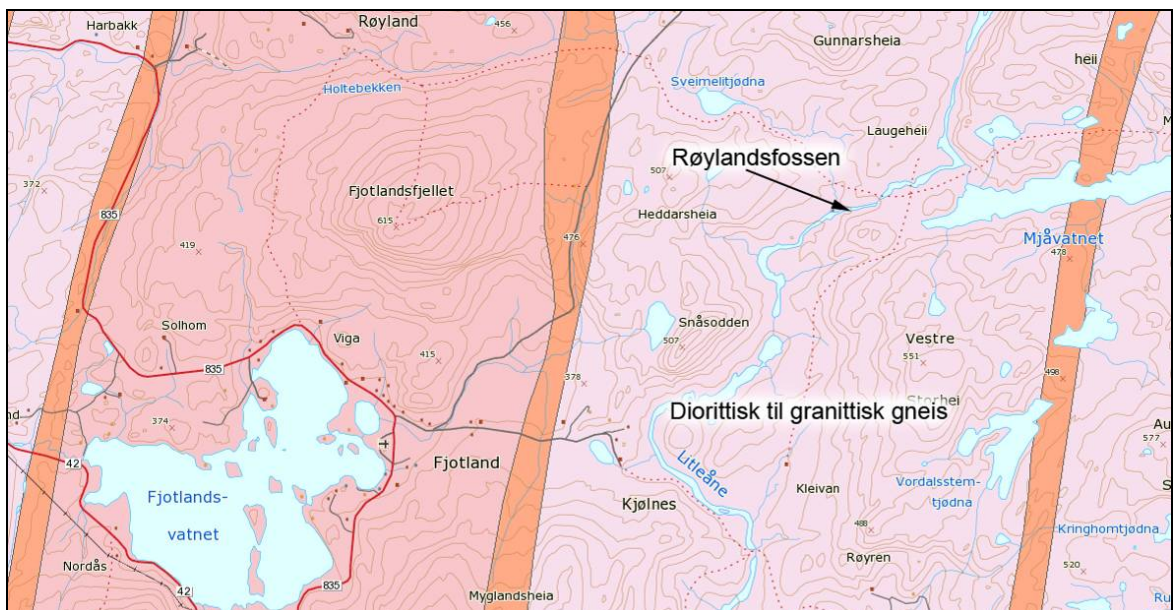 Harbakk
Røyland
456
Gunnarsheia
heii
Holtebekken
Sveimelitjødna
Laugeheii
M
Røylandsfossen
372
507
Fjotlandsfjellet
835
615
Heddarsheia
419
476
Mjåvatnet
478
Solhom
Viga
Snåsodden
507
Vestre
415
551
835
378
498
Storhei
nd
374
Diorittisk til granittisk gneis
Au
577
42
Fjotland
Litleåne
S
Fjotlands-
vatnet
Kjølnes
Kleivan
Vordalsstem-
tjødna
488
Kringhomtjødna
Nordås
Røyren
520
42
835
Myglandsheia
Ru